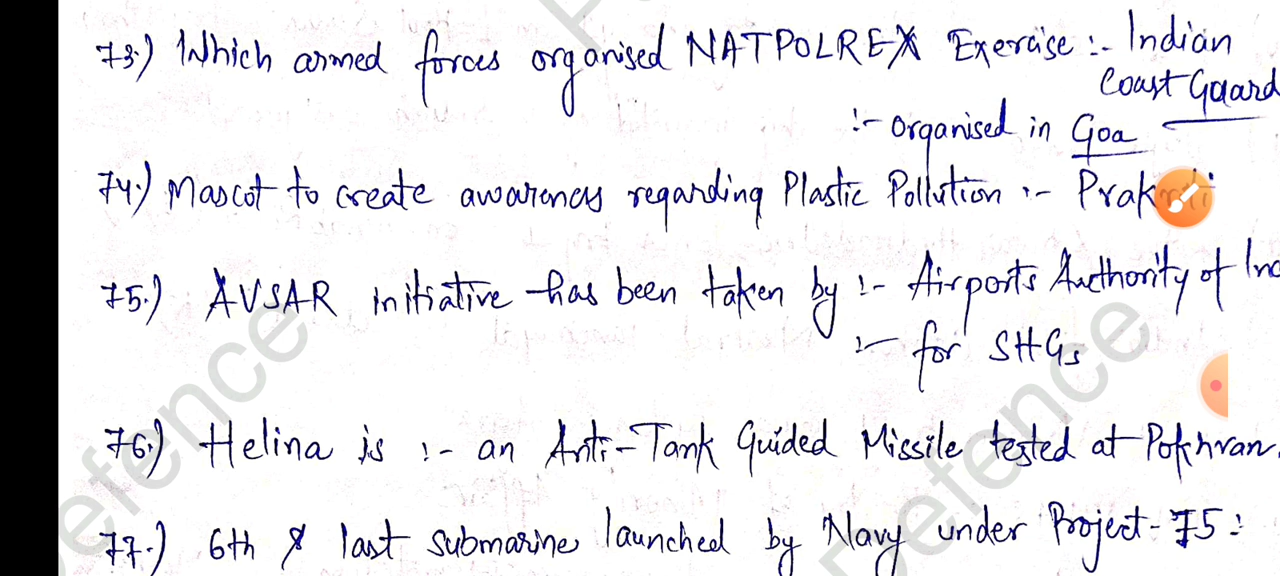 73.) Which armed forces organised NATPOLREX Exercise :- Indian
Coast Guard
:- organised in Goa
74.) Mascot to create awareness regarding Plastic Pollution :-
75.) AVSAR initiative has been taken by :- Airports Authority of
:- for SHGs
76.) Helina is :- an Anti-Tank Guided Missile tested at Pokhran.
77.) 6th & last submarine launched by Navy under Project-75 :
Defence
Defence